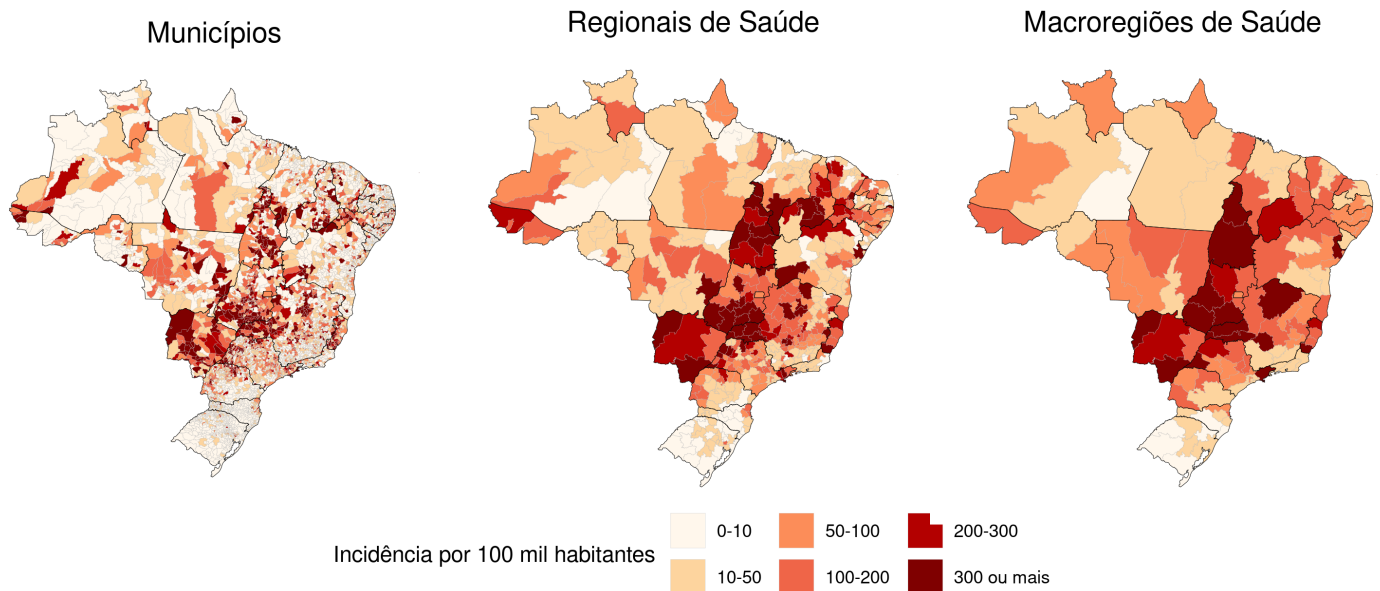 Municípios
Regionais de Saúde
Macroregiões de Saúde
Incidência por 100 mil habitantes
0-10
50-100
200-300
10-50
100-200
300 ou mais